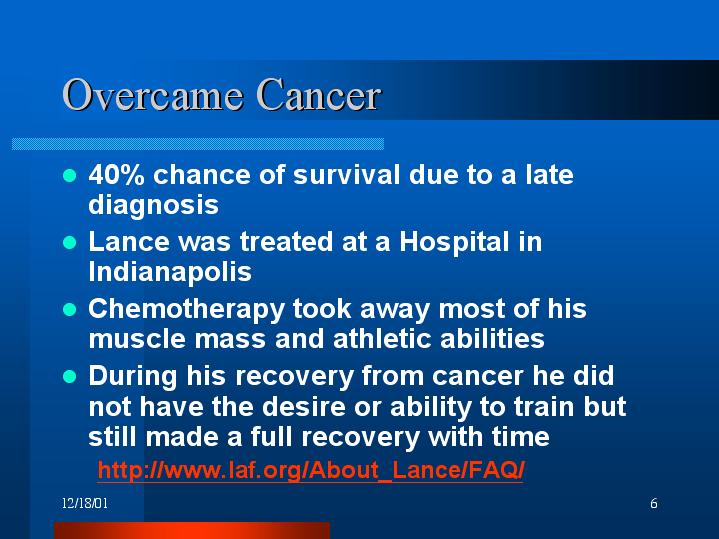 Overcame Cancer
40% chance of survival due to a late
diagnosis
Lance was treated at a Hospital in
Indianapolis
Chemotherapy took away most of his
muscle mass and athletic abilities
During his recovery from cancer he did
not have the desire or ability to train but
still made a full recovery with time
http://www.laf.org/About_Lance/FAQ/
12/18/01
6